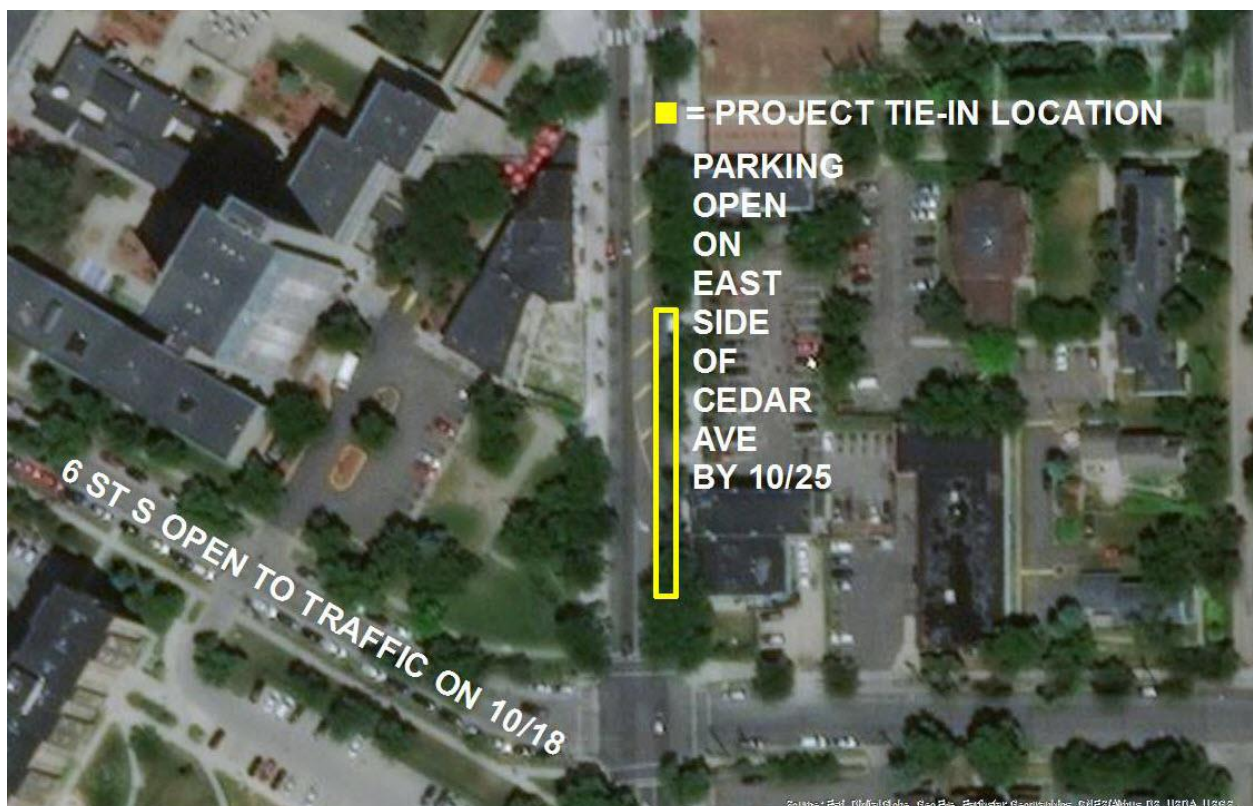 = PROJECT TIE-IN LOCATION
PARKING
OPEN
ON
EAST
SIDE
OF
CEDAR
AVE
BY 10/25
6 ST S OPEN TO TRAFFIC ON 10/18